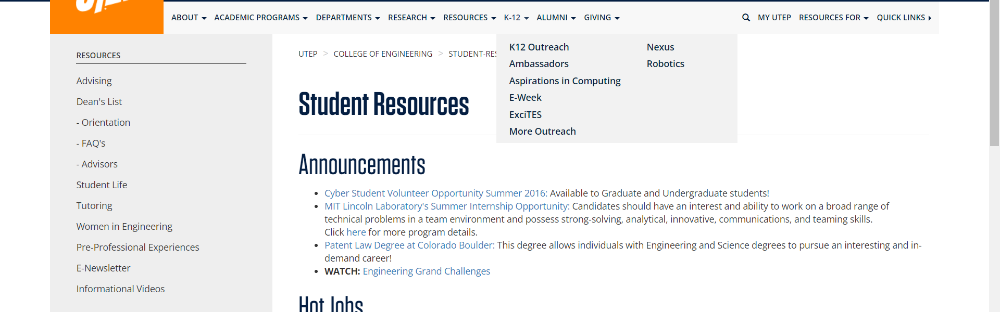 ABOUT ACADEMIC PROGRAMS DEPARTMENTS RESEARCH RESOURCES K-12 ALUMNI GIVING MY UTEP RESOURCES FOR QUICK LINKS
RESOURCES
Advising
Dean's List
- Orientation
- FAQ's
- Advisors
Student Life
Tutoring
Women in Engineering
Pre-Professional Experiences
E-Newsletter
Informational Videos
UTEP > COLLEGE OF ENGINEERING > STUDENT-RES
K12 Outreach
Ambassadors
Aspirations in Computing
E-Week
ExciTES
More Outreach
Nexus
Robotics
Student Resources
Announcements
• Cyber Student Volunteer Opportunity Summer 2016: Available to Graduate and Undergraduate students!
• MIT Lincoln Laboratory's Summer Internship Opportunity: Candidates should have an interest and ability to work on a broad range of
technical problems in a team environment and possess strong-solving, analytical, innovative, communications, and teaming skills.
Click here for more program details.
• Patent Law Degree at Colorado Boulder: This degree allows individuals with Engineering and Science degrees to pursue an interesting and in-
demand career!
• WATCH: Engineering Grand Challenges
Hot Jobs